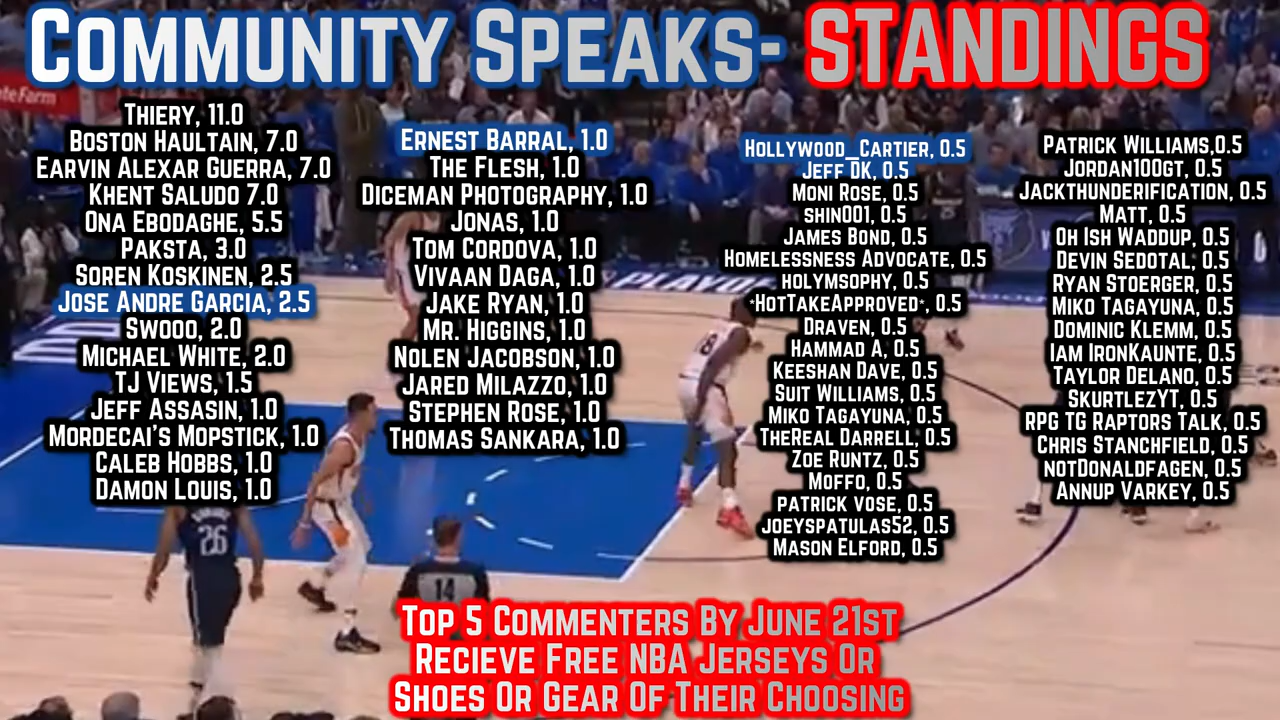 Community Speaks- STANDINGS
ateFarm
Thiery, 11.0
Boston Haultain, 7.0
Earvin Alexar Guerra, 7.0
Khent Saludo 7.0
Ona Ebodaghe, 5.5
Paksta, 3.0
Soren Koskinen, 2.5
Jose Andre Garcia, 2.5
Swooo, 2.0
Michael White, 2.0
TJ Views, 1.5
Jeff Assasin, 1.0
Mordecai's Mopstick, 1.0
Caleb Hobbs, 1.0
Damon Louis, 1.0
Ernest Barral, 1.0
The Flesh, 1.0
Diceman Photography, 1.0
Jonas, 1.0
Tom Cordova, 1.0
Vivaan Daga, 1.0
Jake Ryan, 1.0
Mr. Higgins, 1.0
Nolen Jacobson, 1.0
Jared Milazzo, 1.0
Stephen Rose, 1.0
Thomas Sankara, 1.0
Hollywood_Cartier, 0.5
Jeff DK, 0.5
Moni Rose, 0.5
shin001, 0.5
James Bond, 0.5
Homelessness Advocate, 0.5
holymsophy, 0.5
*HotTakeApproved*, 0.5
Draven, 0.5
Hammad A, 0.5
Keeshan Dave, 0.5
Suit Williams, 0.5
Miko Tagayuna, 0.5
TheReal Darrell, 0.5
Zoe Runtz, 0.5
Moffo, 0.5
patrick vose, 0.5
joeyspatulas52, 0.5
Mason Elford, 0.5
Patrick Williams,0.5
Jordan100gt, 0.5
Jackthunderification, 0.5
Matt, 0.5
Oh Ish Waddup, 0.5
Devin Sedotal, 0.5
Ryan Stoerger, 0.5
Miko Tagayuna, 0.5
Dominic Klemm, 0.5
Iam IronKaunte, 0.5
Taylor Delano, 0.5
SkurtlezYT, 0.5
RPG TG Raptors Talk, 0.5
Chris Stanchfield, 0.5
notDonaldfagen, 0.5
Annup Varkey, 0.5
PLAYO
8
26
14
Top 5 Commenters By June 21st
Recieve Free NBA Jerseys Or
Shoes Or Gear Of Their Choosing